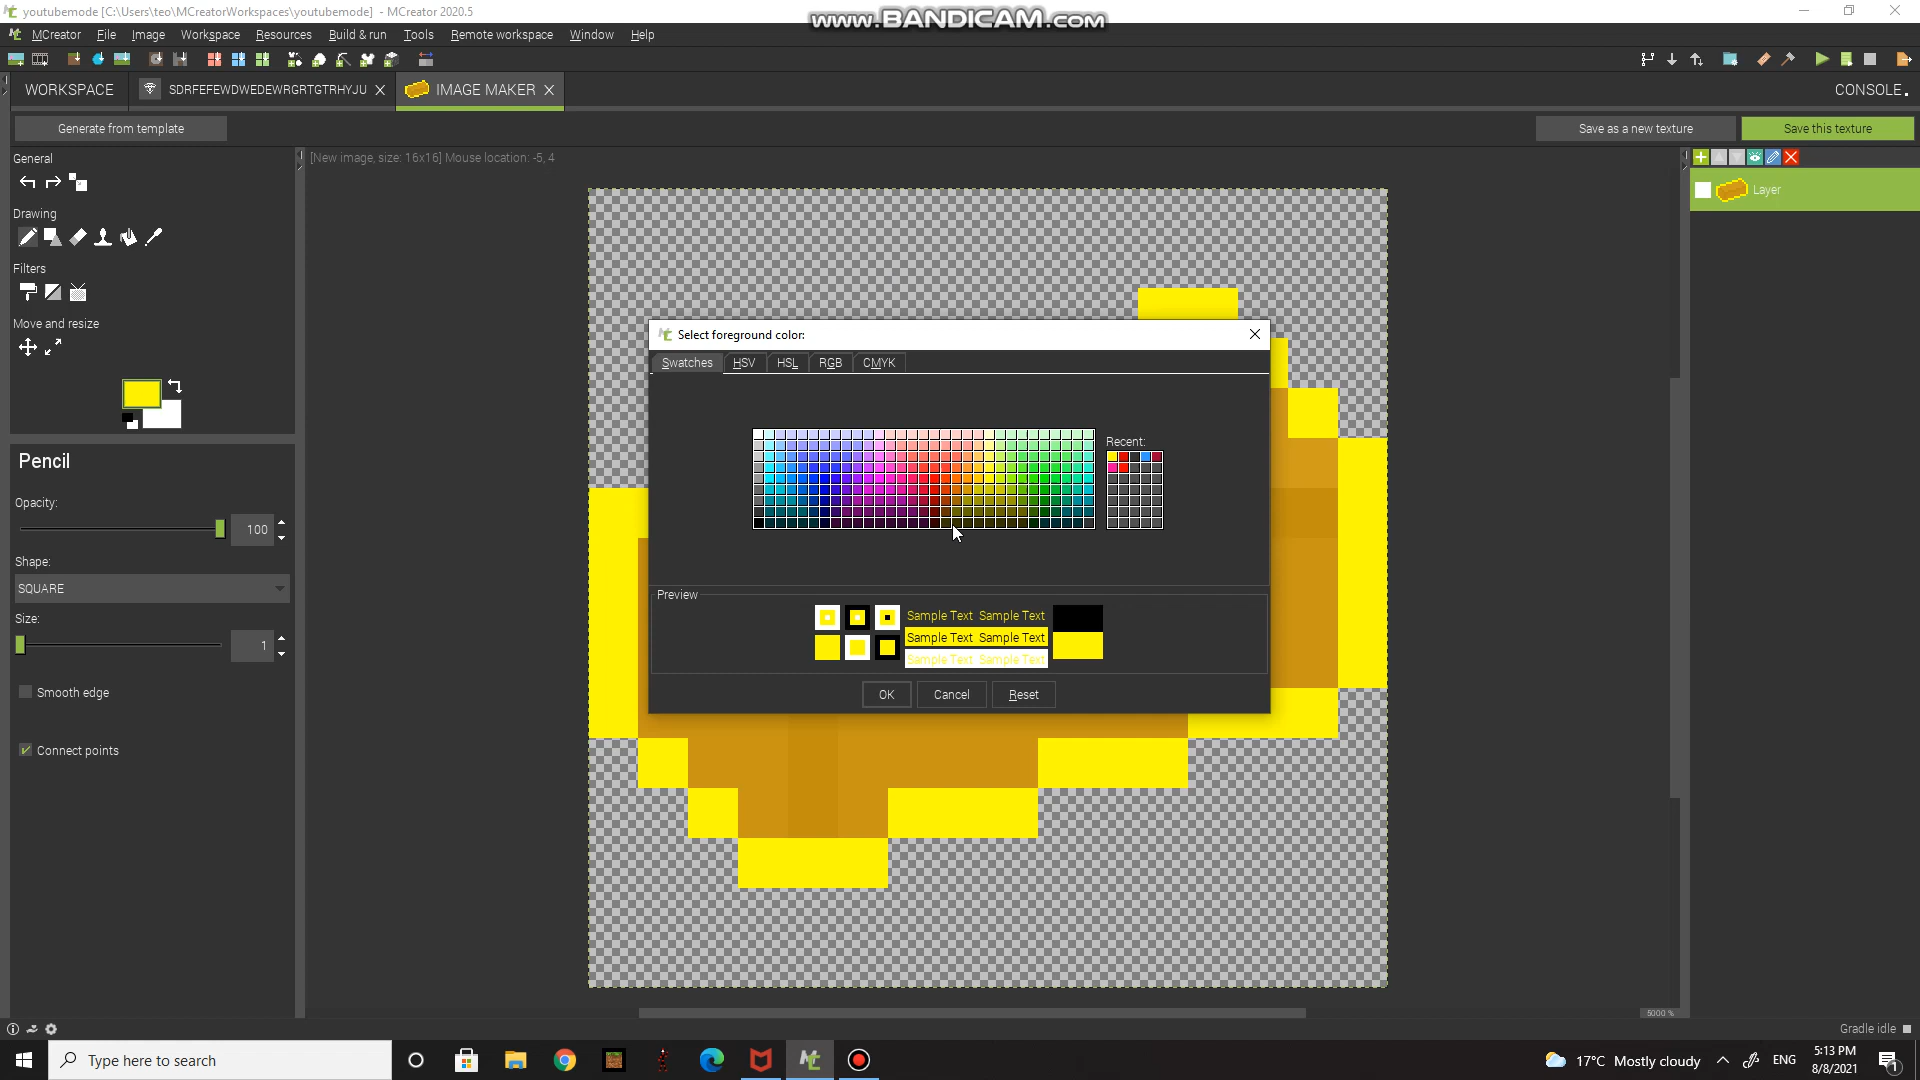 youtubemode [C:\Users\teo\MCreatorWorkspaces\youtubemode] - MCreator 2020.5
www.BANDICAM.com
MCreator File Image Workspace Resources Build & run Tools Remote workspace Window Help
WORKSPACE SDRFEFEWDWEDEWRGRTGTRHYJU IMAGE MAKER CONSOLE
Generate from template Save as a new texture Save this texture
General
[New image, size: 16x16] Mouse location: -5, 4
Layer
Drawing
Filters
Move and resize
Select foreground color:
Swatches HSV HSL RGB CMYK
Recent:
Pencil
Opacity:
100
Shape:
SQUARE
Size:
1
Smooth edge
Connect points
Preview
Sample Text Sample Text
Sample Text Sample Text
Sample Text Sample Text
OK Cancel Reset
5000 %
Gradle idle
Type here to search
17°C Mostly cloudy
ENG
5:13 PM
8/8/2021
1